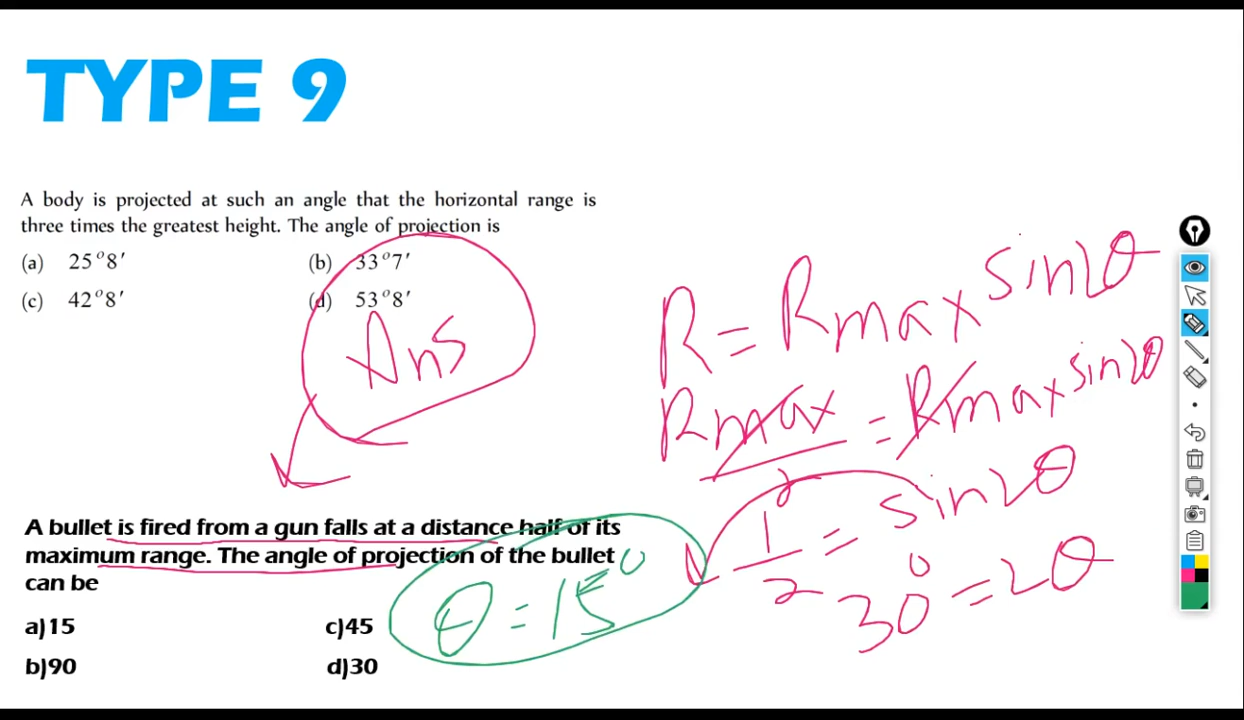 TYPE 9
A body is projected at such an angle that the horizontal range is
three times the greatest height. The angle of projection is
(a) 25°8′ (b) 33°7′
(c) 42°8′ (d) 53°8′
Ans
R = Rmax sin2θ
Rmax/2 = Rmax sin2θ
1/2 = sin2θ
30° = 2θ
A bullet is fired from a gun falls at a distance half of its
maximum range. The angle of projection of the bullet
can be
θ = 15°
a)15 c)45
b)90 d)30